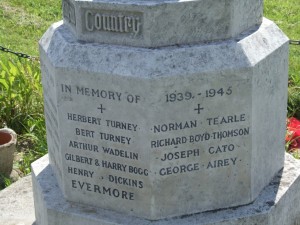 Country
IN MEMORY OF
HERBERT TURNEY
BERT TURNEY
ARTHUR WADELIN
GILBERT & HARRY HOGG
HENRY J DICKINS
EVERMORE
1939-1945
NORMAN TEARLE
RICHARD BOYD-THOMSON
JOSEPH CATO
GEORGE AIREY